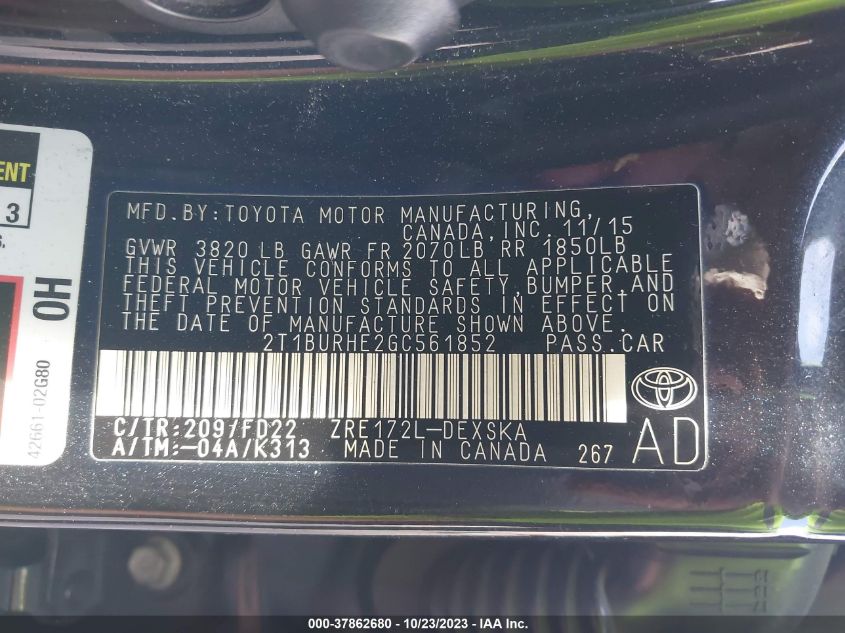 ENT
3
S.
HO
42661-02G80
MFD.BY:TOYOTA MOTOR MANUFACTURING,
CANADA, INC. 11/15
GVWR 3820 LB GAWR FR 2070LB RR 1850LB
THIS VEHICLE CONFORMS TO ALL APPLICABLE
FEDERAL MOTOR VEHICLE SAFETY,BUMPER,AND
THEFT PREVENTION STANDARDS IN EFFECT ON
THE DATE OF MANUFACTURE SHOWN ABOVE.
2T1BURHE2GC561852 PASS.CAR
C/TR:209/FD22 ZRE172L-DEXSKA
A/TM:-04A/K313 MADE IN CANADA 267 AD
000-37862680 - 10/23/2023 - IAA Inc.